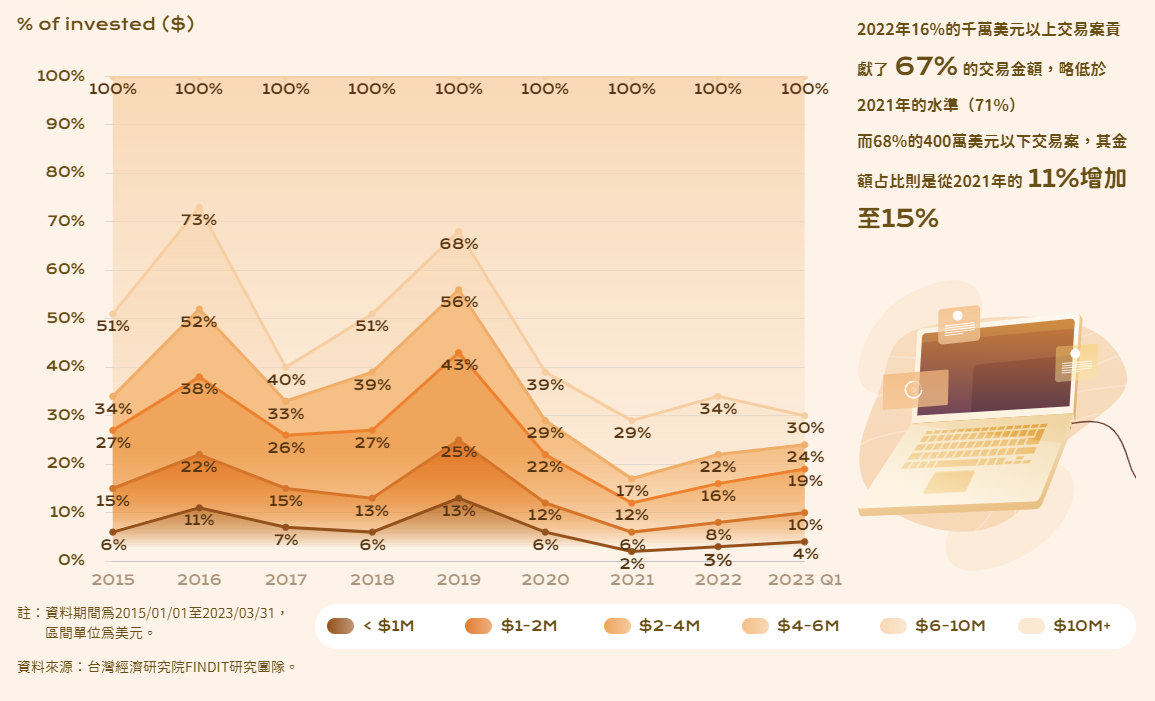 % of invested ($)
100%
90%
80%
70%
60%
50%
40%
30%
20%
10%
0%
100% 100% 100% 100% 100% 100% 100% 100% 100%
51% 73% 40% 51% 68% 39% 29% 34% 30%
34% 52% 33% 39% 56% 29% 17% 22% 24%
27% 38% 26% 27% 43% 22% 12% 16% 19%
15% 22% 15% 13% 25% 12% 6% 8% 10%
6% 11% 7% 6% 13% 6% 2% 3% 4%
2015 2016 2017 2018 2019 2020 2021 2022 2023 Q1
2022年16%的千萬美元以上交易案貢
獻了 67% 的交易金額，略低於
2021年的水準（71%）
而68%的400萬美元以下交易案，其金
額占比則是從2021年的 11%增加
至15%
< $1M $1-2M $2-4M $4-6M $6-10M $10M+
註：資料期間為2015/01/01至2023/03/31，
區間單位為美元。
資料來源：台灣經濟研究院FINDIT研究團隊。